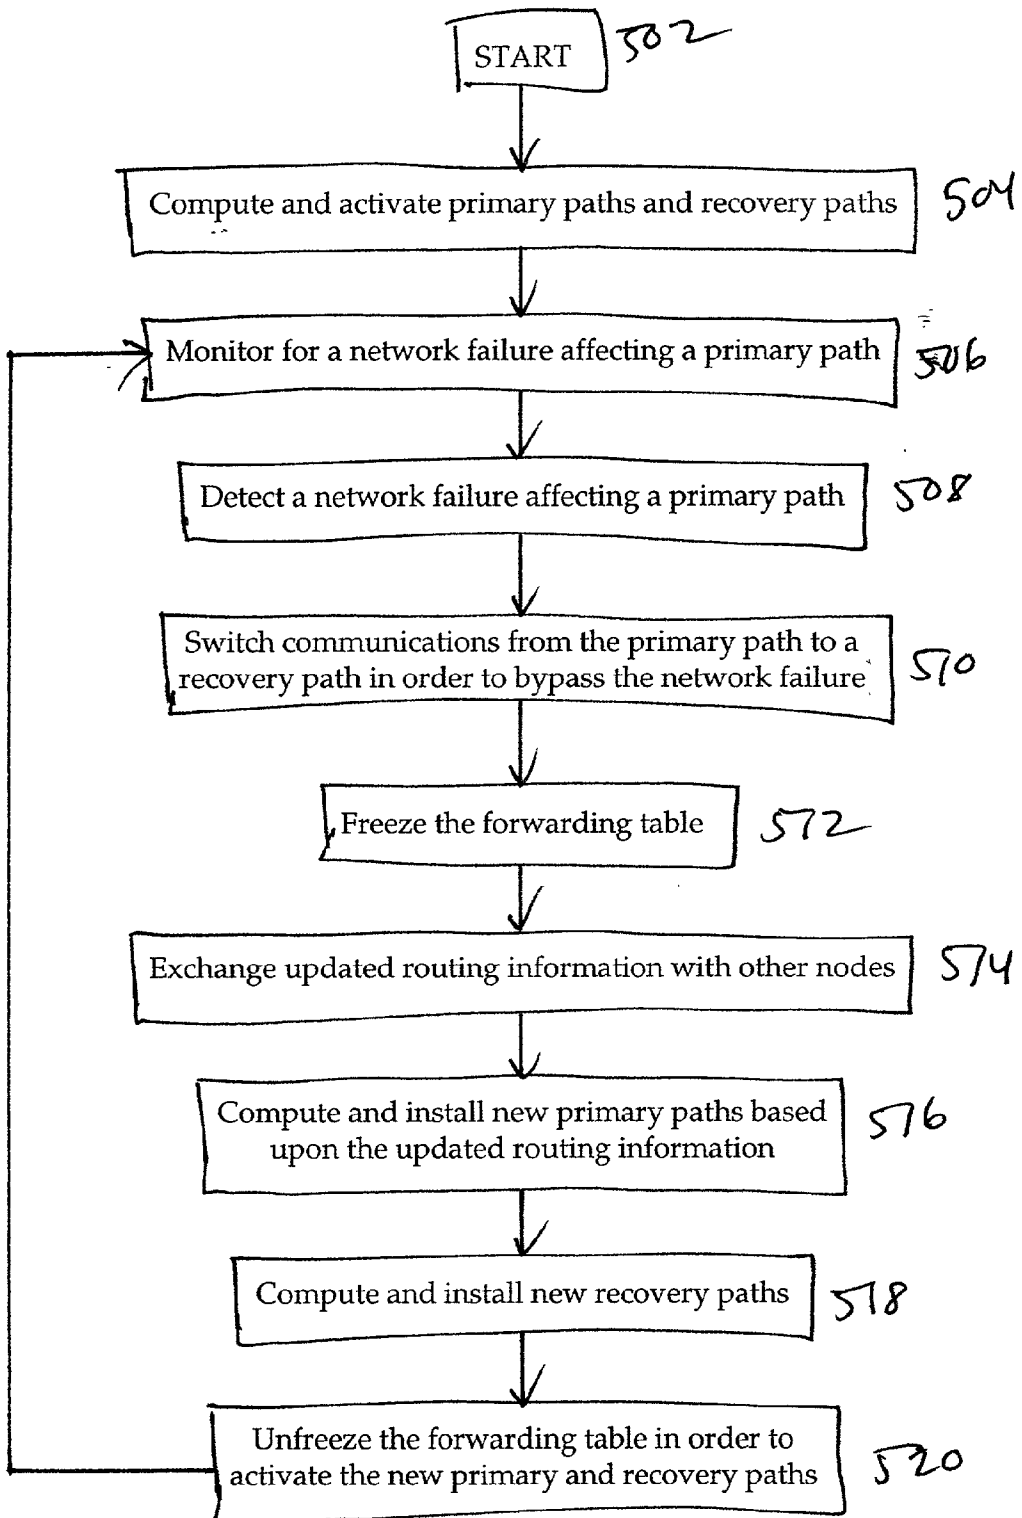 START 502
Compute and activate primary paths and recovery paths 504
Monitor for a network failure affecting a primary path 506
Detect a network failure affecting a primary path 508
Switch communications from the primary path to a
recovery path in order to bypass the network failure 510
Freeze the forwarding table 512
Exchange updated routing information with other nodes 514
Compute and install new primary paths based 516
upon the updated routing information
Compute and install new recovery paths 518
Unfreeze the forwarding table in order to
activate the new primary and recovery paths 520